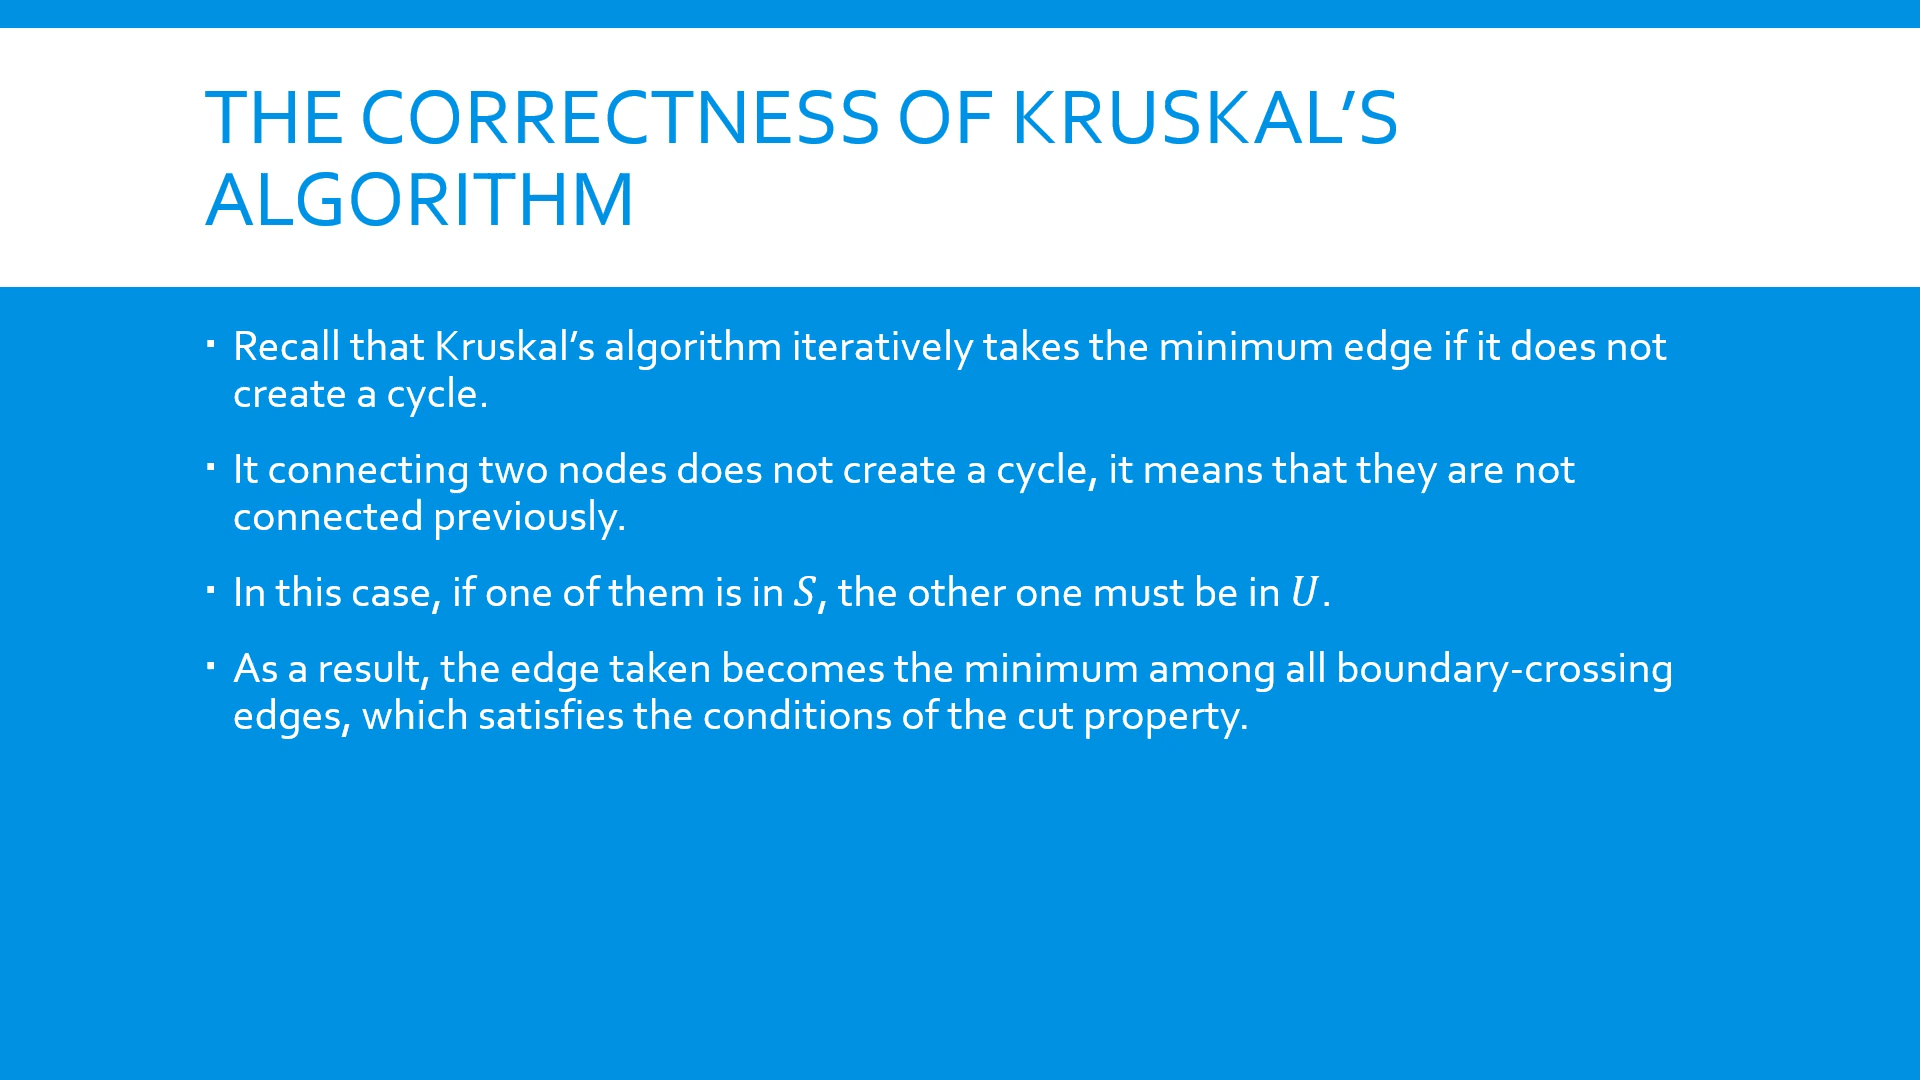 THE CORRECTNESS OF KRUSKAL’S
ALGORITHM
▪ Recall that Kruskal’s algorithm iteratively takes the minimum edge if it does not
create a cycle.
▪ It connecting two nodes does not create a cycle, it means that they are not
connected previously.
▪ In this case, if one of them is in S, the other one must be in U.
▪ As a result, the edge taken becomes the minimum among all boundary-crossing
edges, which satisfies the conditions of the cut property.